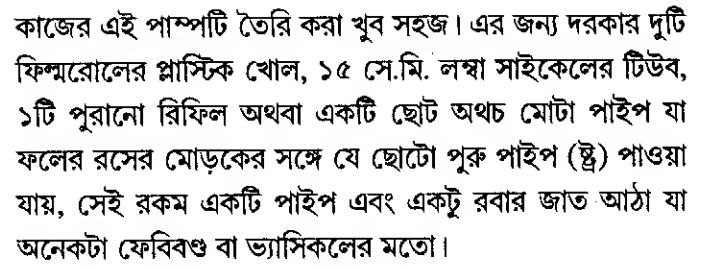 কাজের এই পাম্পটি তৈরি করা খুব সহজ। এর জন্য দরকার দুটি
ফিল্মরোলের প্লাস্টিক খোল, ১৫ সে.মি. লম্বা সাইকেলের টিউব,
১টি পুরানো রিফিল অথবা একটি ছোট অথচ মোটা পাইপ যা
ফলের রসের মোড়কের সঙ্গে যে ছোটো পুরু পাইপ (ষ্ট্র) পাওয়া
যায়, সেই রকম একটি পাইপ এবং একটু রবার জাত আঠা যা
অনেকটা ফেবিবণ্ড বা ভ্যাসিকলের মতো।